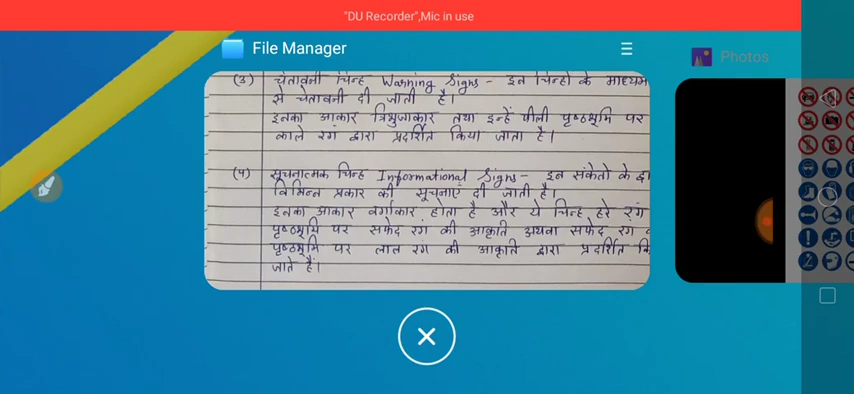 "DU Recorder",Mic in use
File Manager
Photos
(3) चेतावनी चिन्ह Warning Signs - इन चिन्हो के माध्यम
से चेतावनी दी जाती है।
इनका आकार त्रिभुजाकार तथा इन्हें पीली पृष्ठभूमि पर
काले रंग द्वारा प्रदर्शित किया जाता है।
(4) सूचनात्मक चिन्ह Informational Signs - इन संकेतो के
विभिन्न प्रकार की सूचनाएं दी जाती है।
इनका आकार वर्गाकार होता है और ये चिन्ह हरे रंग
पृष्ठभूमि पर सफेद रंग की आकृति अथवा सफेद रंग
पृष्ठभूमि पर लाल रंग की आकृति द्वारा प्रदर्शित
जाते हैं।